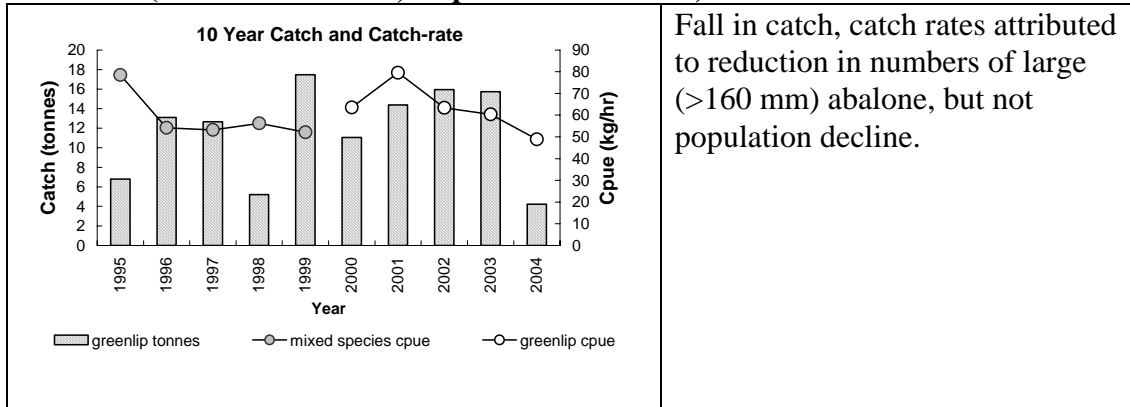 10 Year Catch and Catch-rate
20
18
16
14
12
10
8
6
4
2
0
Catch (tonnes)
90
80
70
60
50
40
30
20
10
0
Cpue (kg/hr)
1995
1996
1997
1998
1999
2000
2001
2002
2003
2004
Year
greenlip tonnes
mixed species cpue
greenlip cpue
Fall in catch, catch rates attributed
to reduction in numbers of large
(>160 mm) abalone, but not
population decline.